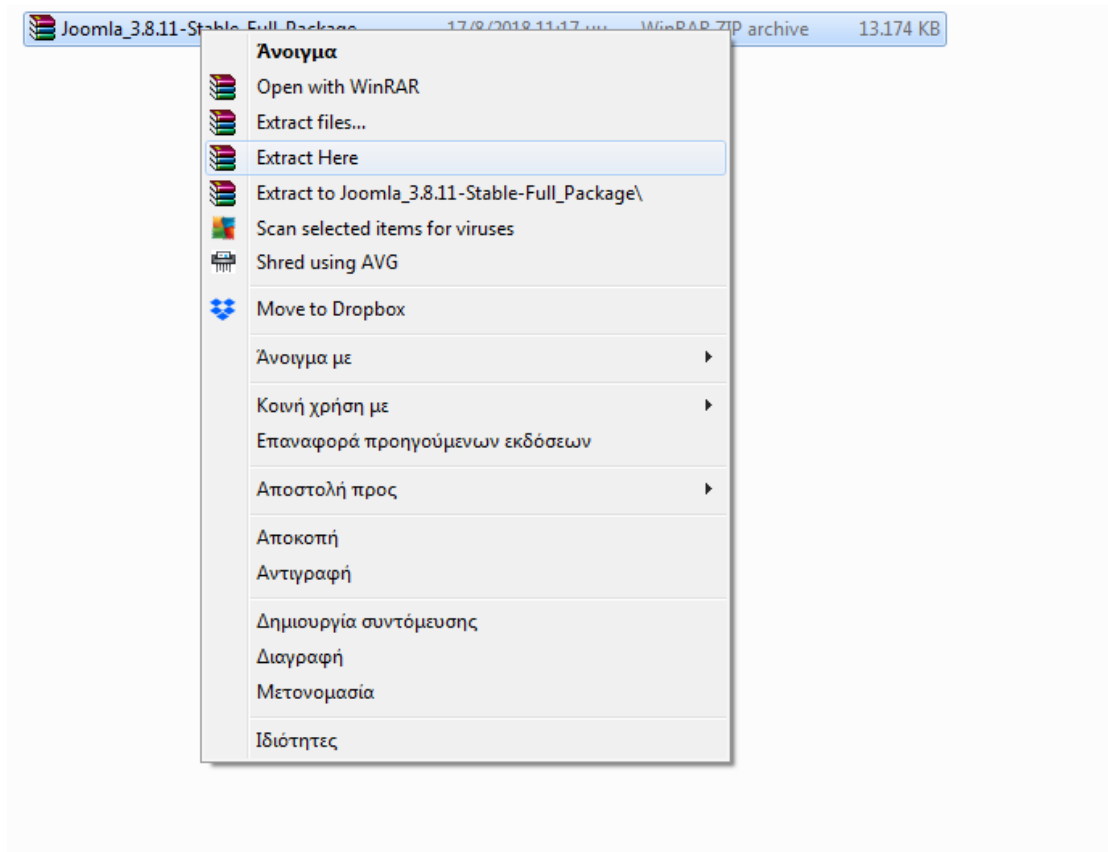 Joomla_3.8.11-Stable-Full_Package 17/8/2018 11:17 μμ WinRAR ZIP archive 13.174 KB
Άνοιγμα
Open with WinRAR
Extract files...
Extract Here
Extract to Joomla_3.8.11-Stable-Full_Package\
Scan selected items for viruses
Shred using AVG
Move to Dropbox
Άνοιγμα με
Κοινή χρήση με
Επαναφορά προηγούμενων εκδόσεων
Αποστολή προς
Αποκοπή
Αντιγραφή
Δημιουργία συντόμευσης
Διαγραφή
Μετονομασία
Ιδιότητες